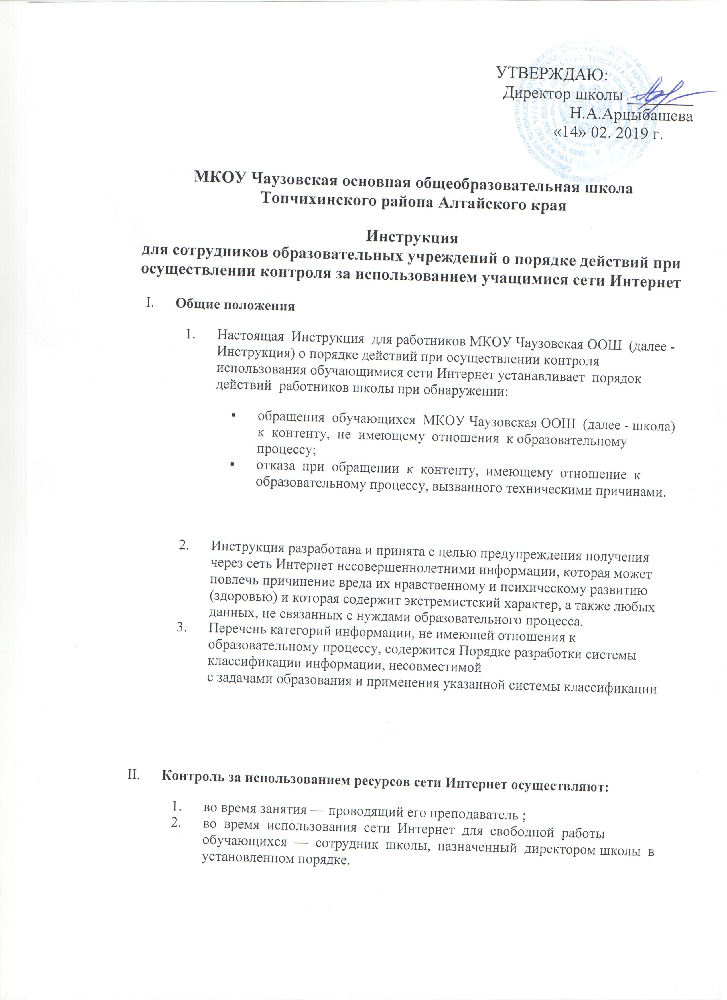 УТВЕРЖДАЮ:
Директор школы
Н.А.Арцыбашева
«14» 02. 2019 г.
МКОУ Чаузовская основная общеобразовательная школа
Топчихинского района Алтайского края
Инструкция
для сотрудников образовательных учреждений о порядке действий при
осуществлении контроля за использованием учащимися сети Интернет
I. Общие положения
1. Настоящая Инструкция для работников МКОУ Чаузовская ООШ (далее -
Инструкция) о порядке действий при осуществлении контроля
использования обучающимися сети Интернет устанавливает порядок
действий работников школы при обнаружении:
▪ обращения обучающихся МКОУ Чаузовская ООШ (далее - школа)
к контенту, не имеющему отношения к образовательному
процессу;
▪ отказа при обращении к контенту, имеющему отношение к
образовательному процессу, вызванного техническими причинами.
2. Инструкция разработана и принята с целью предупреждения получения
через сеть Интернет несовершеннолетними информации, которая может
повлечь причинение вреда их нравственному и психическому развитию
(здоровью) и которая содержит экстремистский характер, а также любых
данных, не связанных с нуждами образовательного процесса.
3. Перечень категорий информации, не имеющей отношения к
образовательному процессу, содержится Порядке разработки системы
классификации информации, несовместимой
с задачами образования и применения указанной системы классификации
II. Контроль за использованием ресурсов сети Интернет осуществляют:
1. во время занятия — проводящий его преподаватель ;
2. во время использования сети Интернет для свободной работы
обучающихся — сотрудник школы, назначенный директором школы в
установленном порядке.